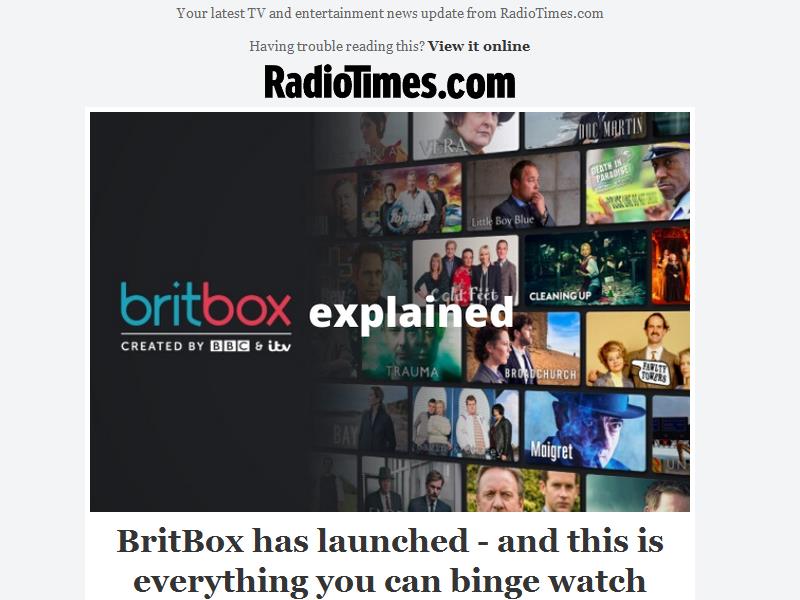 Your latest TV and entertainment news update from RadioTimes.com
Having trouble reading this? View it online
RadioTimes.com
VERA
DOC MARTIN
TopGear
Little Boy Blue
DEATH IN
PARADISE
Cold Feet
CLEANING UP
britbox explained
CREATED BY BBC & itv
TRAUMA
BROADCHURCH
FAWLTY
TOWERS
BAY
Maigret
BritBox has launched - and this is
everything you can binge watch